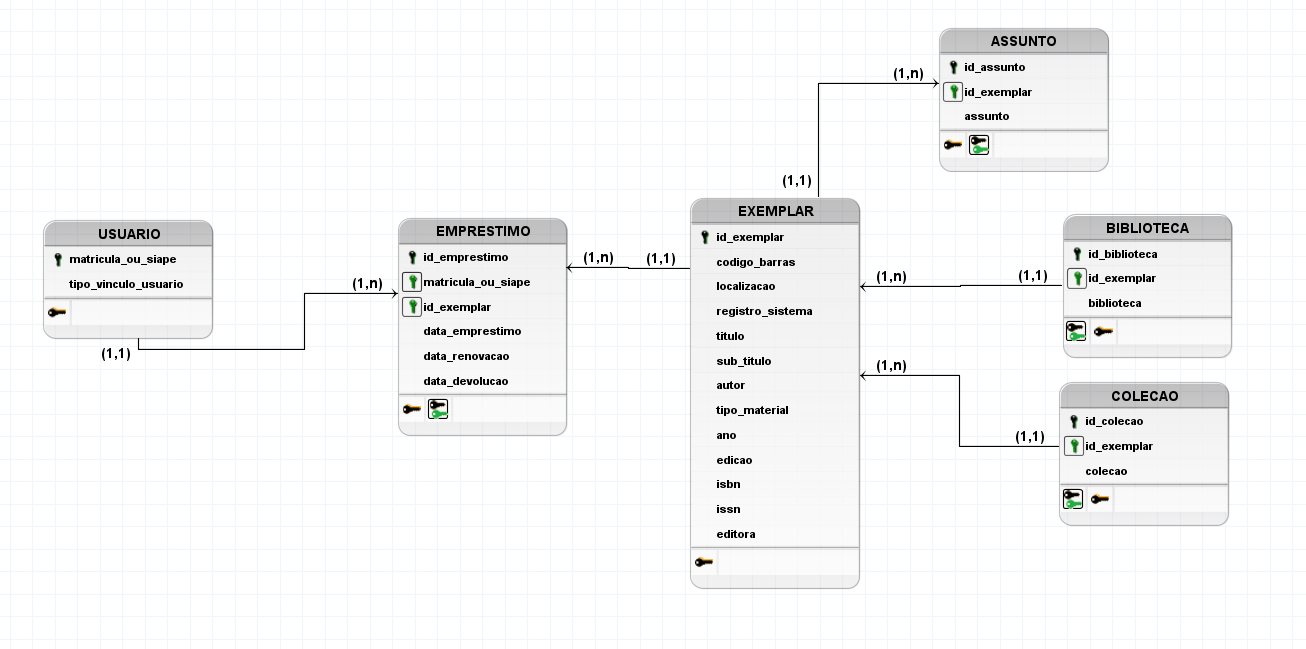 ASSUNTO
id_assunto
id_exemplar
assunto
(1,n)
(1,1)
USUARIO
matricula_ou_siape
tipo_vinculo_usuario
(1,1)
(1,n)
EMPRESTIMO
id_emprestimo
matricula_ou_siape
id_exemplar
data_emprestimo
data_renovacao
data_devolucao
(1,n)
(1,1)
EXEMPLAR
id_exemplar
codigo_barras
localizacao
registro_sistema
titulo
sub_titulo
autor
tipo_material
ano
edicao
isbn
issn
editora
(1,n)
(1,1)
BIBLIOTECA
id_biblioteca
id_exemplar
biblioteca
(1,n)
(1,1)
COLECAO
id_colecao
id_exemplar
colecao